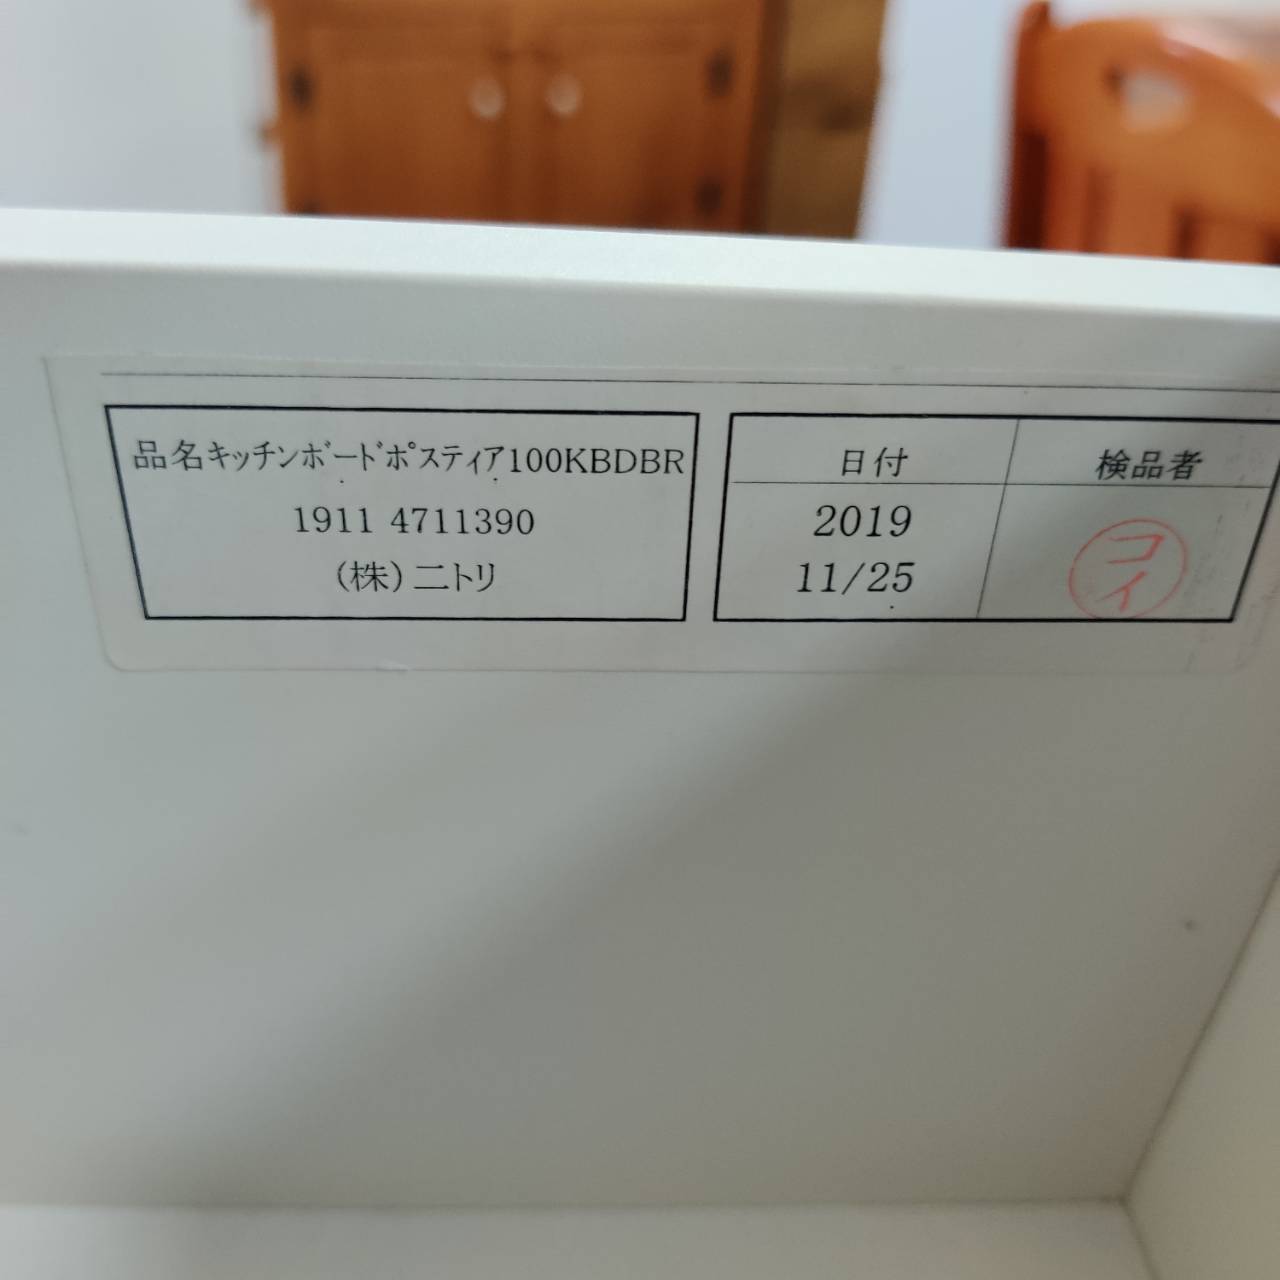 品名キッチンボードポスティア100KBDBR
1911 4711390
(株)ニトリ
日付
検品者
2019
11/25
コイ